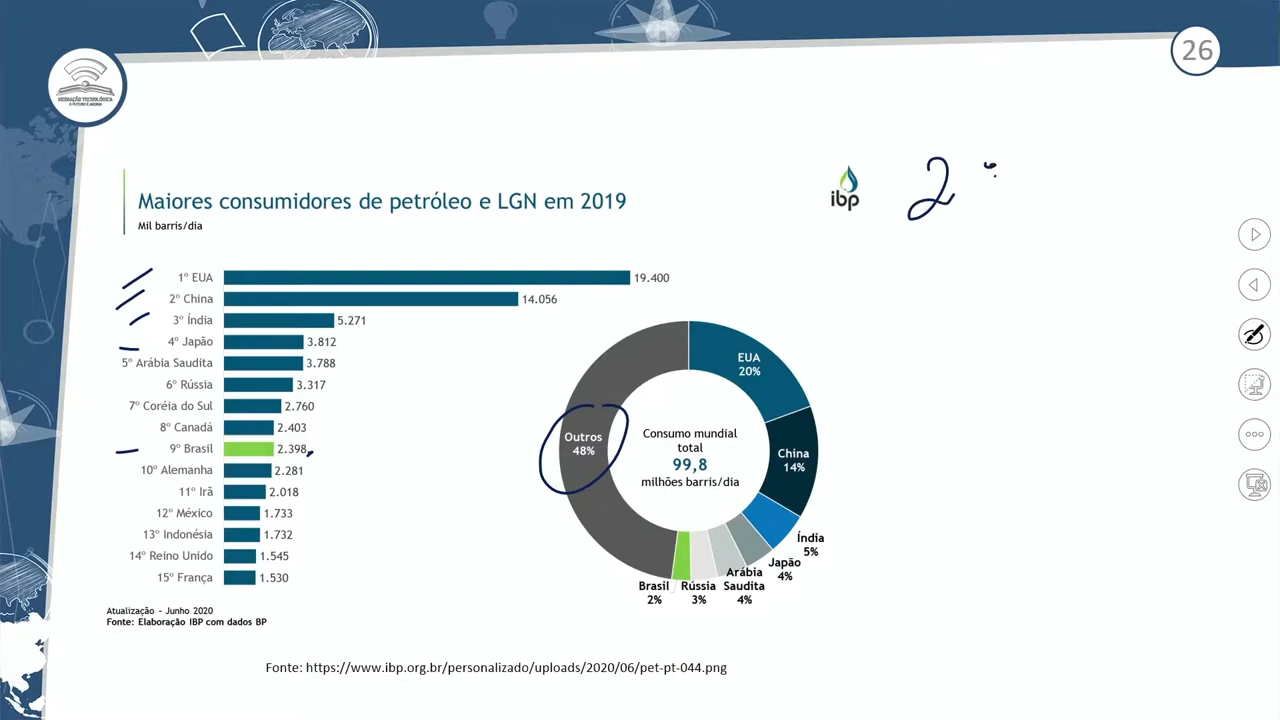 26
MEDIAÇÃO TECNOLÓGICA
O FUTURO É AGORA
Maiores consumidores de petróleo e LGN em 2019
Mil barris/dia
ibp
2
1º EUA 19.400
2º China 14.056
3º Índia 5.271
4º Japão 3.812
5º Arábia Saudita 3.788
6º Rússia 3.317
7º Coréia do Sul 2.760
8º Canadá 2.403
9º Brasil 2.398
10º Alemanha 2.281
11º Irã 2.018
12º México 1.733
13º Indonésia 1.732
14º Reino Unido 1.545
15º França 1.530
EUA
20%
China
14%
Índia
5%
Japão
4%
Arábia
Saudita
4%
Rússia
3%
Brasil
2%
Outros
48%
Consumo mundial
total
99,8
milhões barris/dia
Atualização - Junho 2020
Fonte: Elaboração IBP com dados BP
Fonte: https://www.ibp.org.br/personalizado/uploads/2020/06/pet-pt-044.png